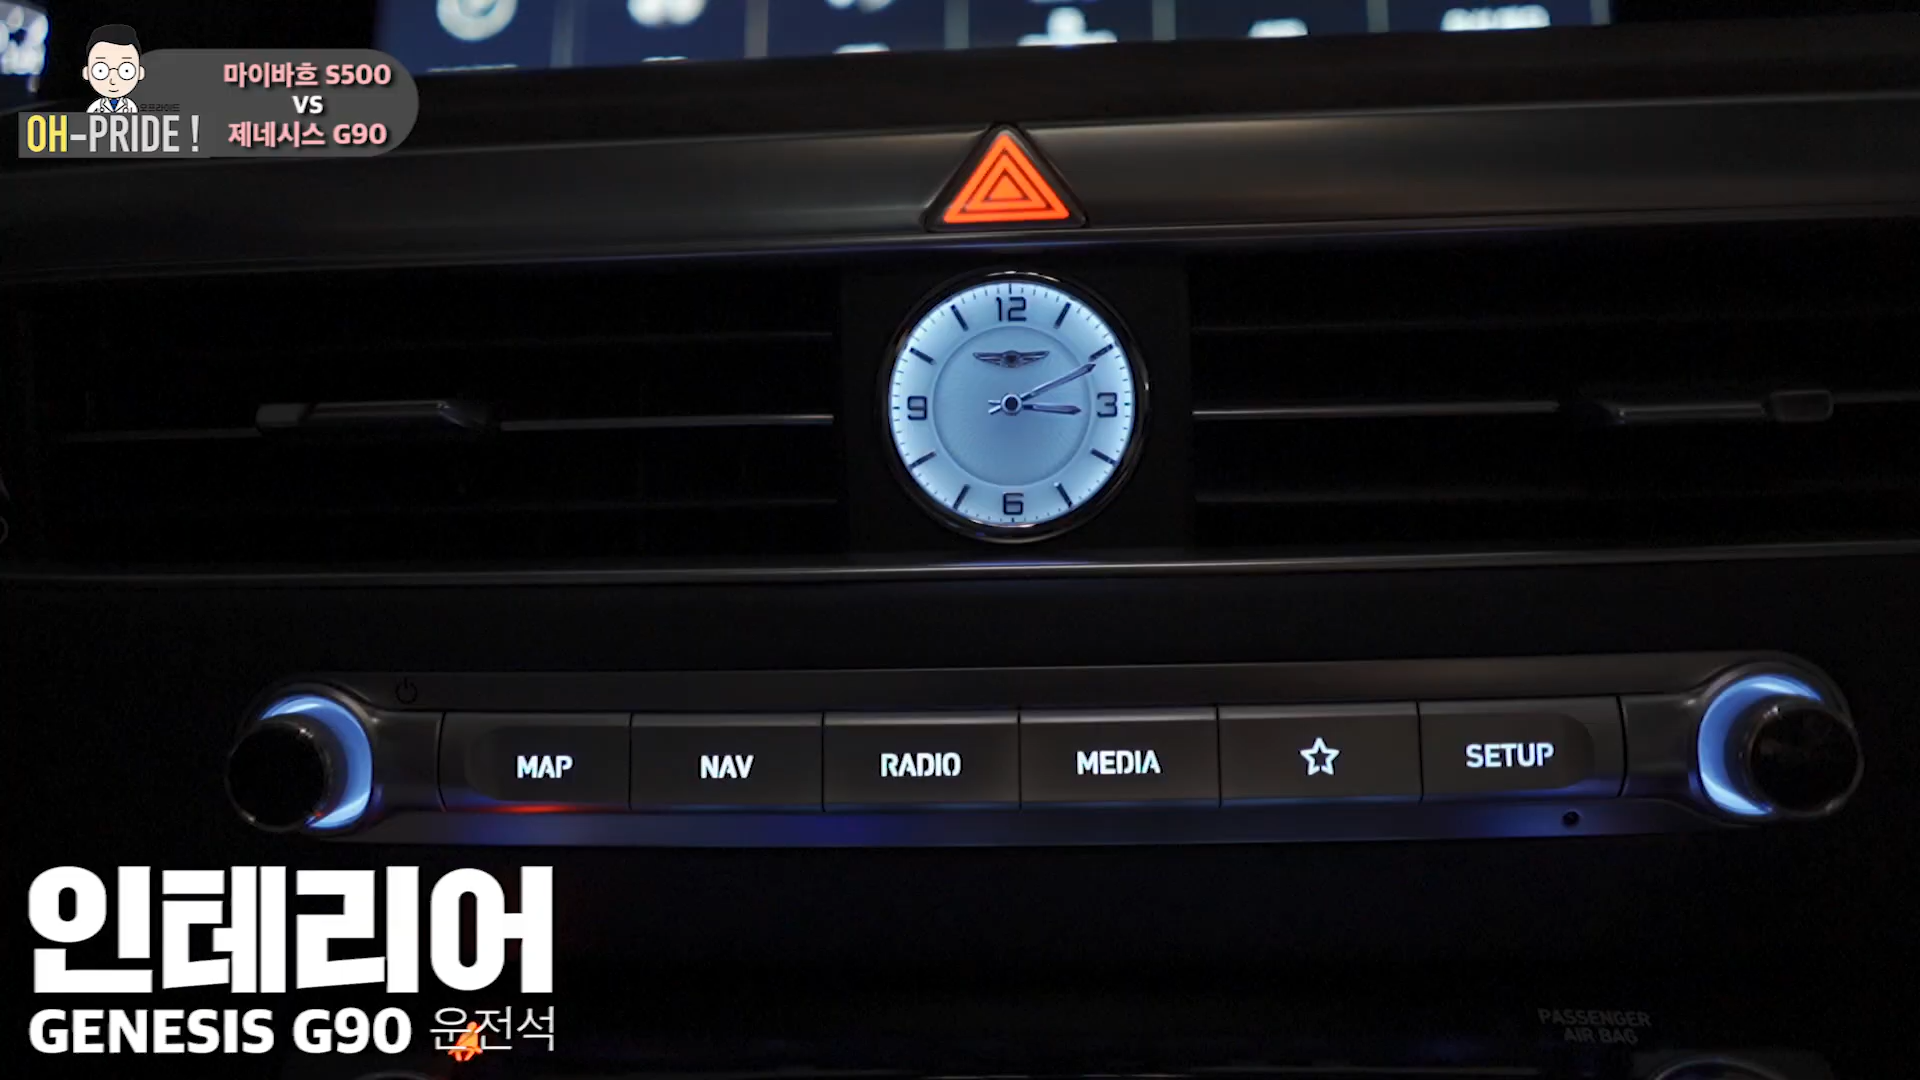 마이바흐 S500
VS
제네시스 G90
OH-PRIDE !
12
9
3
6
MAP
NAV
RADIO
MEDIA
SETUP
인테리어
GENESIS G90 운전석
PASSENGER
AIR BAG